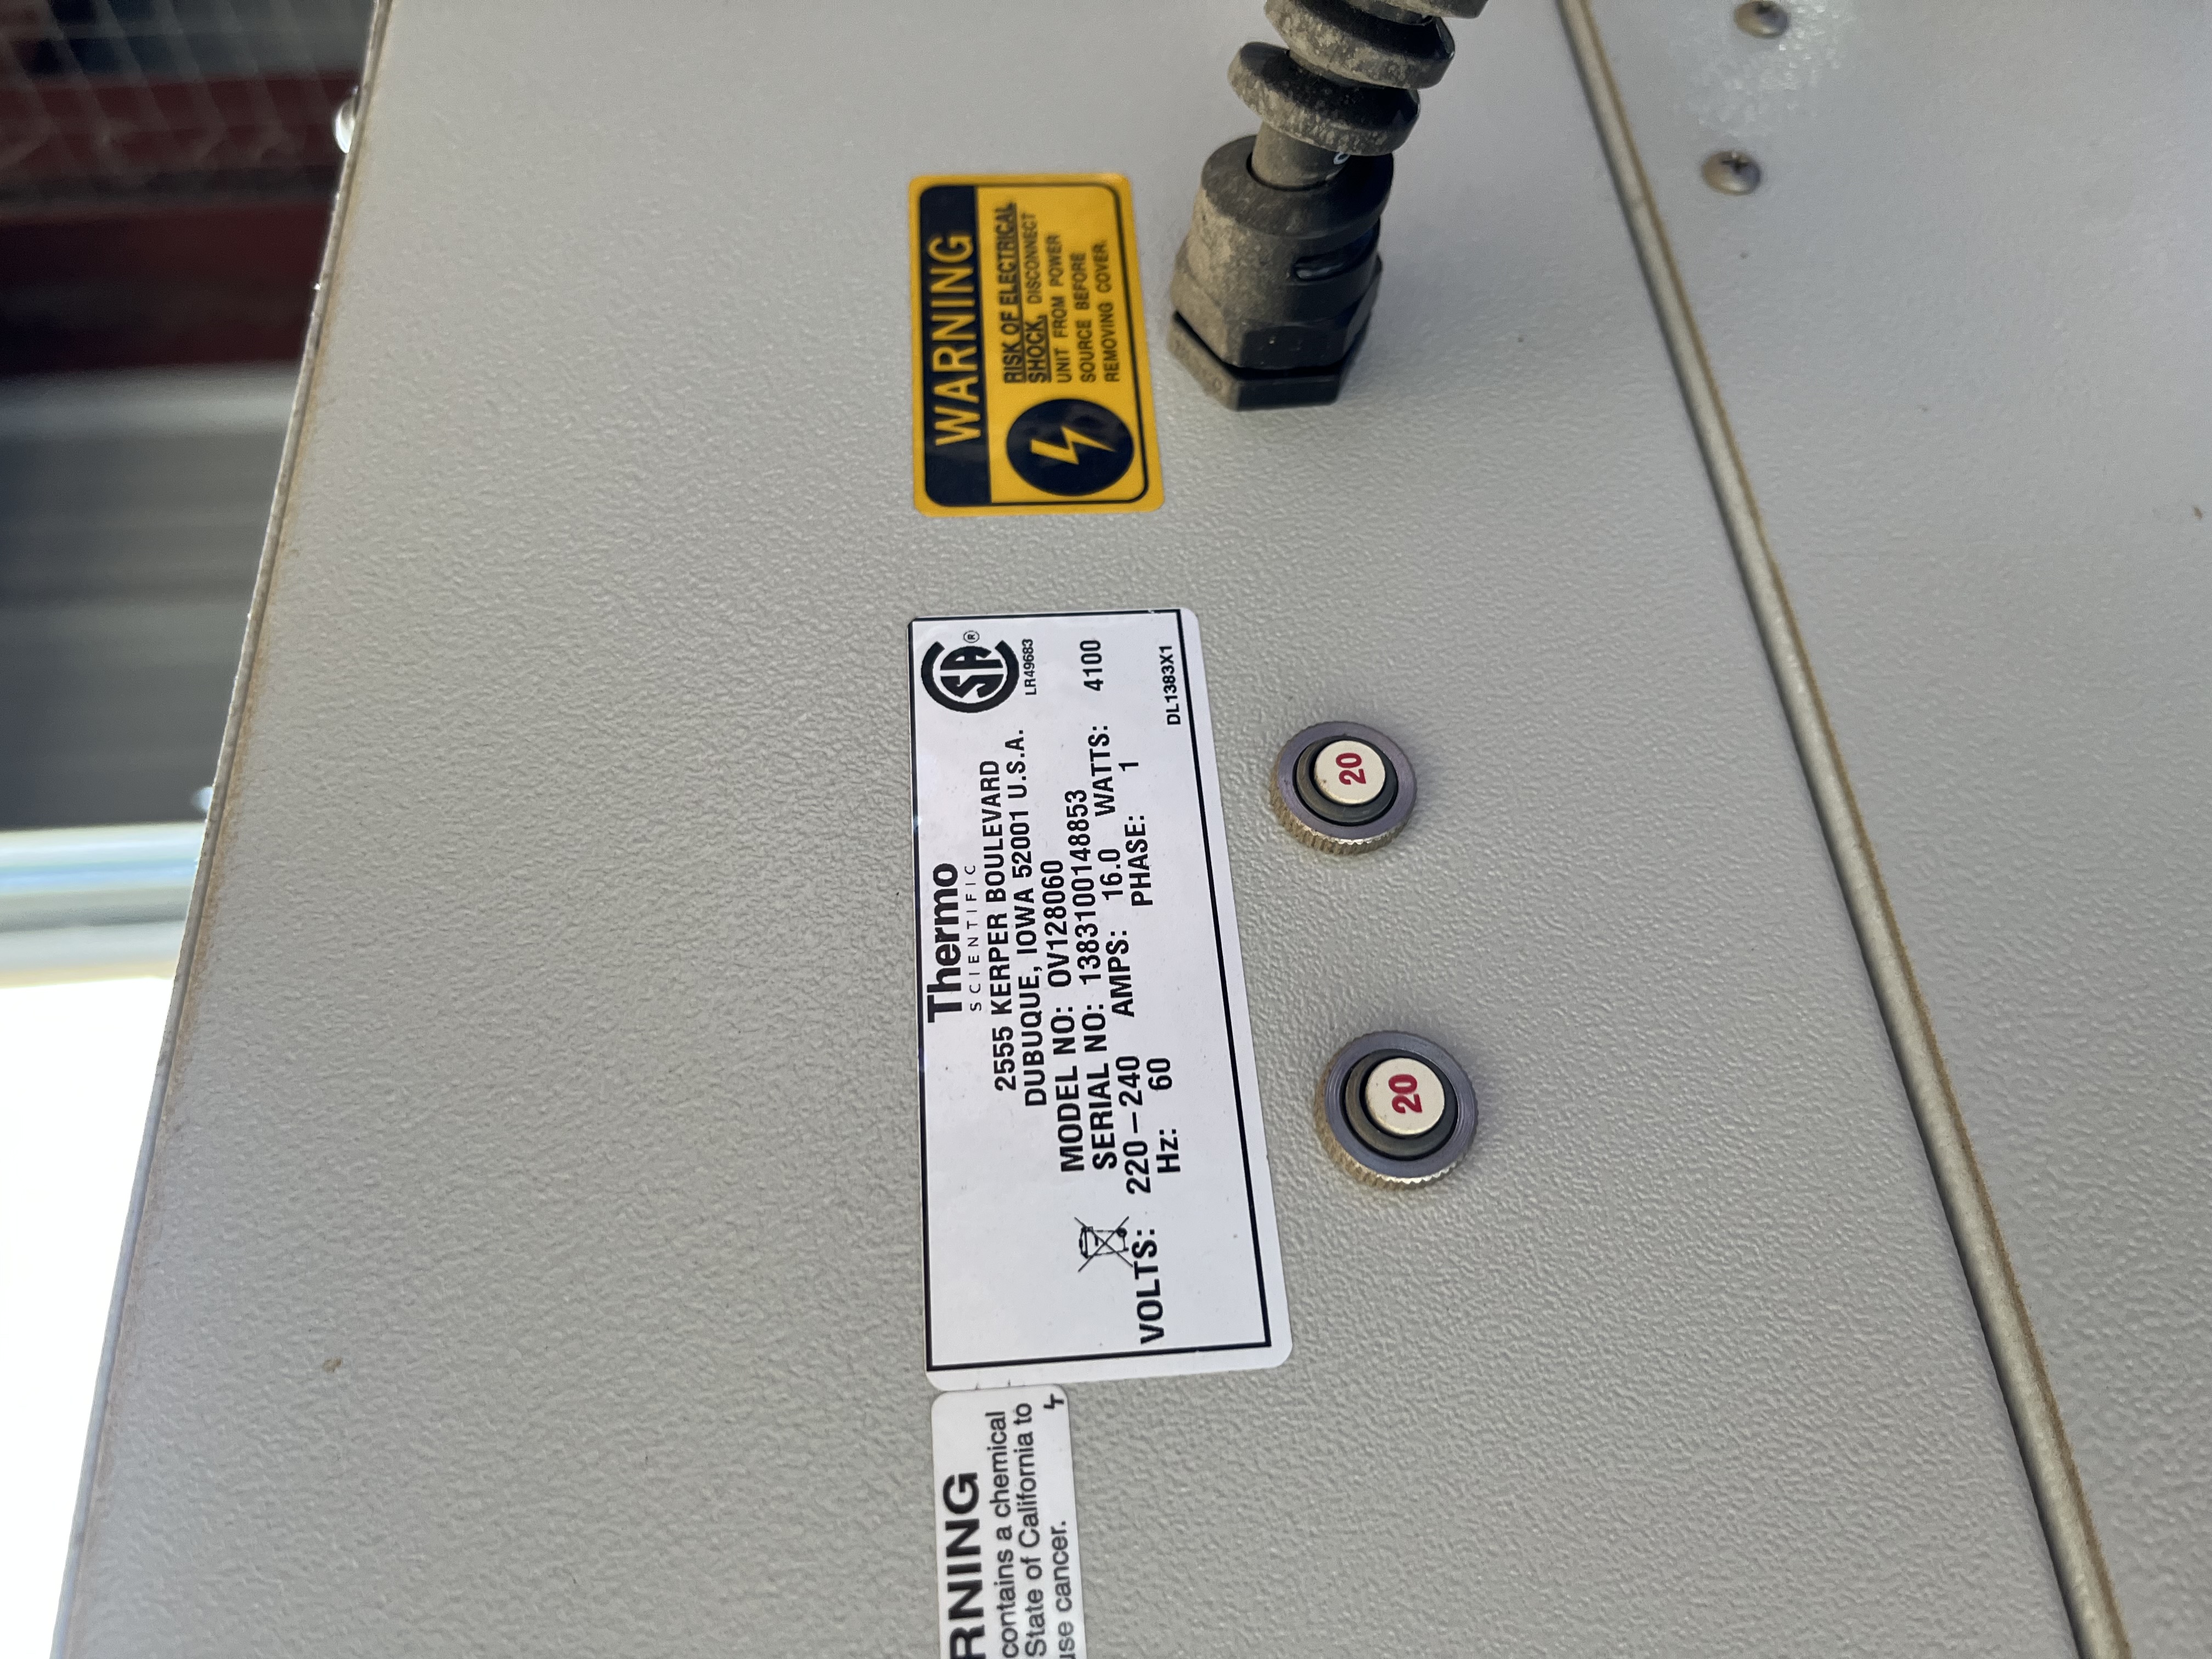 WARNING
RISK OF ELECTRICAL
SHOCK. DISCONNECT
UNIT FROM POWER
SOURCE BEFORE
REMOVING COVER.
Thermo
SCIENTIFIC
SA®
LR49683
2555 KERPER BOULEVARD
DUBUQUE, IOWA 52001 U.S.A.
MODEL NO: OV128060
SERIAL NO: 1383100148853
VOLTS: 220-240 AMPS: 16.0 WATTS: 4100
Hz: 60 PHASE: 1
DL1383X1
20
20
RNING
contains a chemical
State of California to
use cancer.